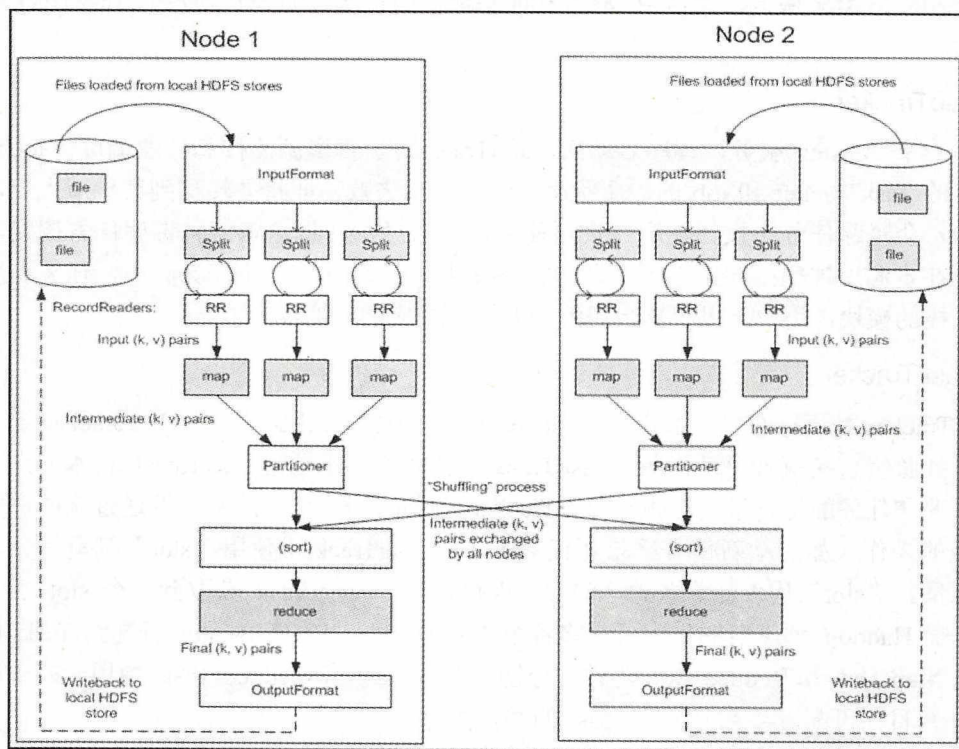 Node 1
Files loaded from local HDFS stores
InputFormat
file
file
Split
Split
Split
RecordReaders:
RR
RR
RR
Input (k, v) pairs
map
map
map
Intermediate (k, v) pairs
Partitioner
"Shuffling" process
Intermediate (k, v)
pairs exchanged
by all nodes
(sort)
reduce
Final (k, v) pairs
Writeback to
local HDFS
store
OutputFormat
Node 2
Files loaded from local HDFS stores
InputFormat
file
file
Split
Split
Split
RR
RR
RR
Input (k, v) pairs
map
map
map
Intermediate (k, v) pairs
Partitioner
(sort)
reduce
Final (k, v) pairs
OutputFormat
Writeback to
local HDFS
store